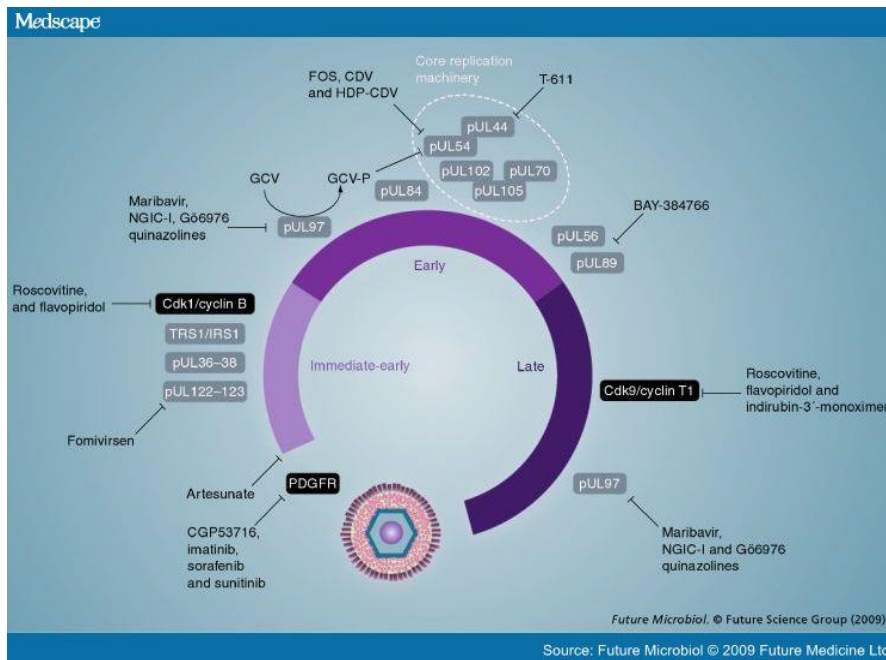 Medscape
Core replication
machinery
FOS, CDV
and HDP-CDV
T-611
pUL44
pUL54
pUL102
pUL70
pUL105
GCV
GCV-P
pUL84
Maribavir,
NGIC-I, Gö6976
quinazolines
pUL97
BAY-384766
pUL56
pUL89
Early
Roscovitine,
and flavopiridol
Cdk1/cyclin B
TRS1/IRS1
pUL36–38
pUL122–123
Immediate-early
Late
Cdk9/cyclin T1
Roscovitine,
flavopiridol and
indirubin-3´-monoxime
Fomivirsen
Artesunate
PDGFR
pUL97
CGP53716,
imatinib,
sorafenib
and sunitinib
Maribavir,
NGIC-I and Gö6976
quinazolines
Future Microbiol. © Future Science Group (2009)
Source: Future Microbiol © 2009 Future Medicine Ltd